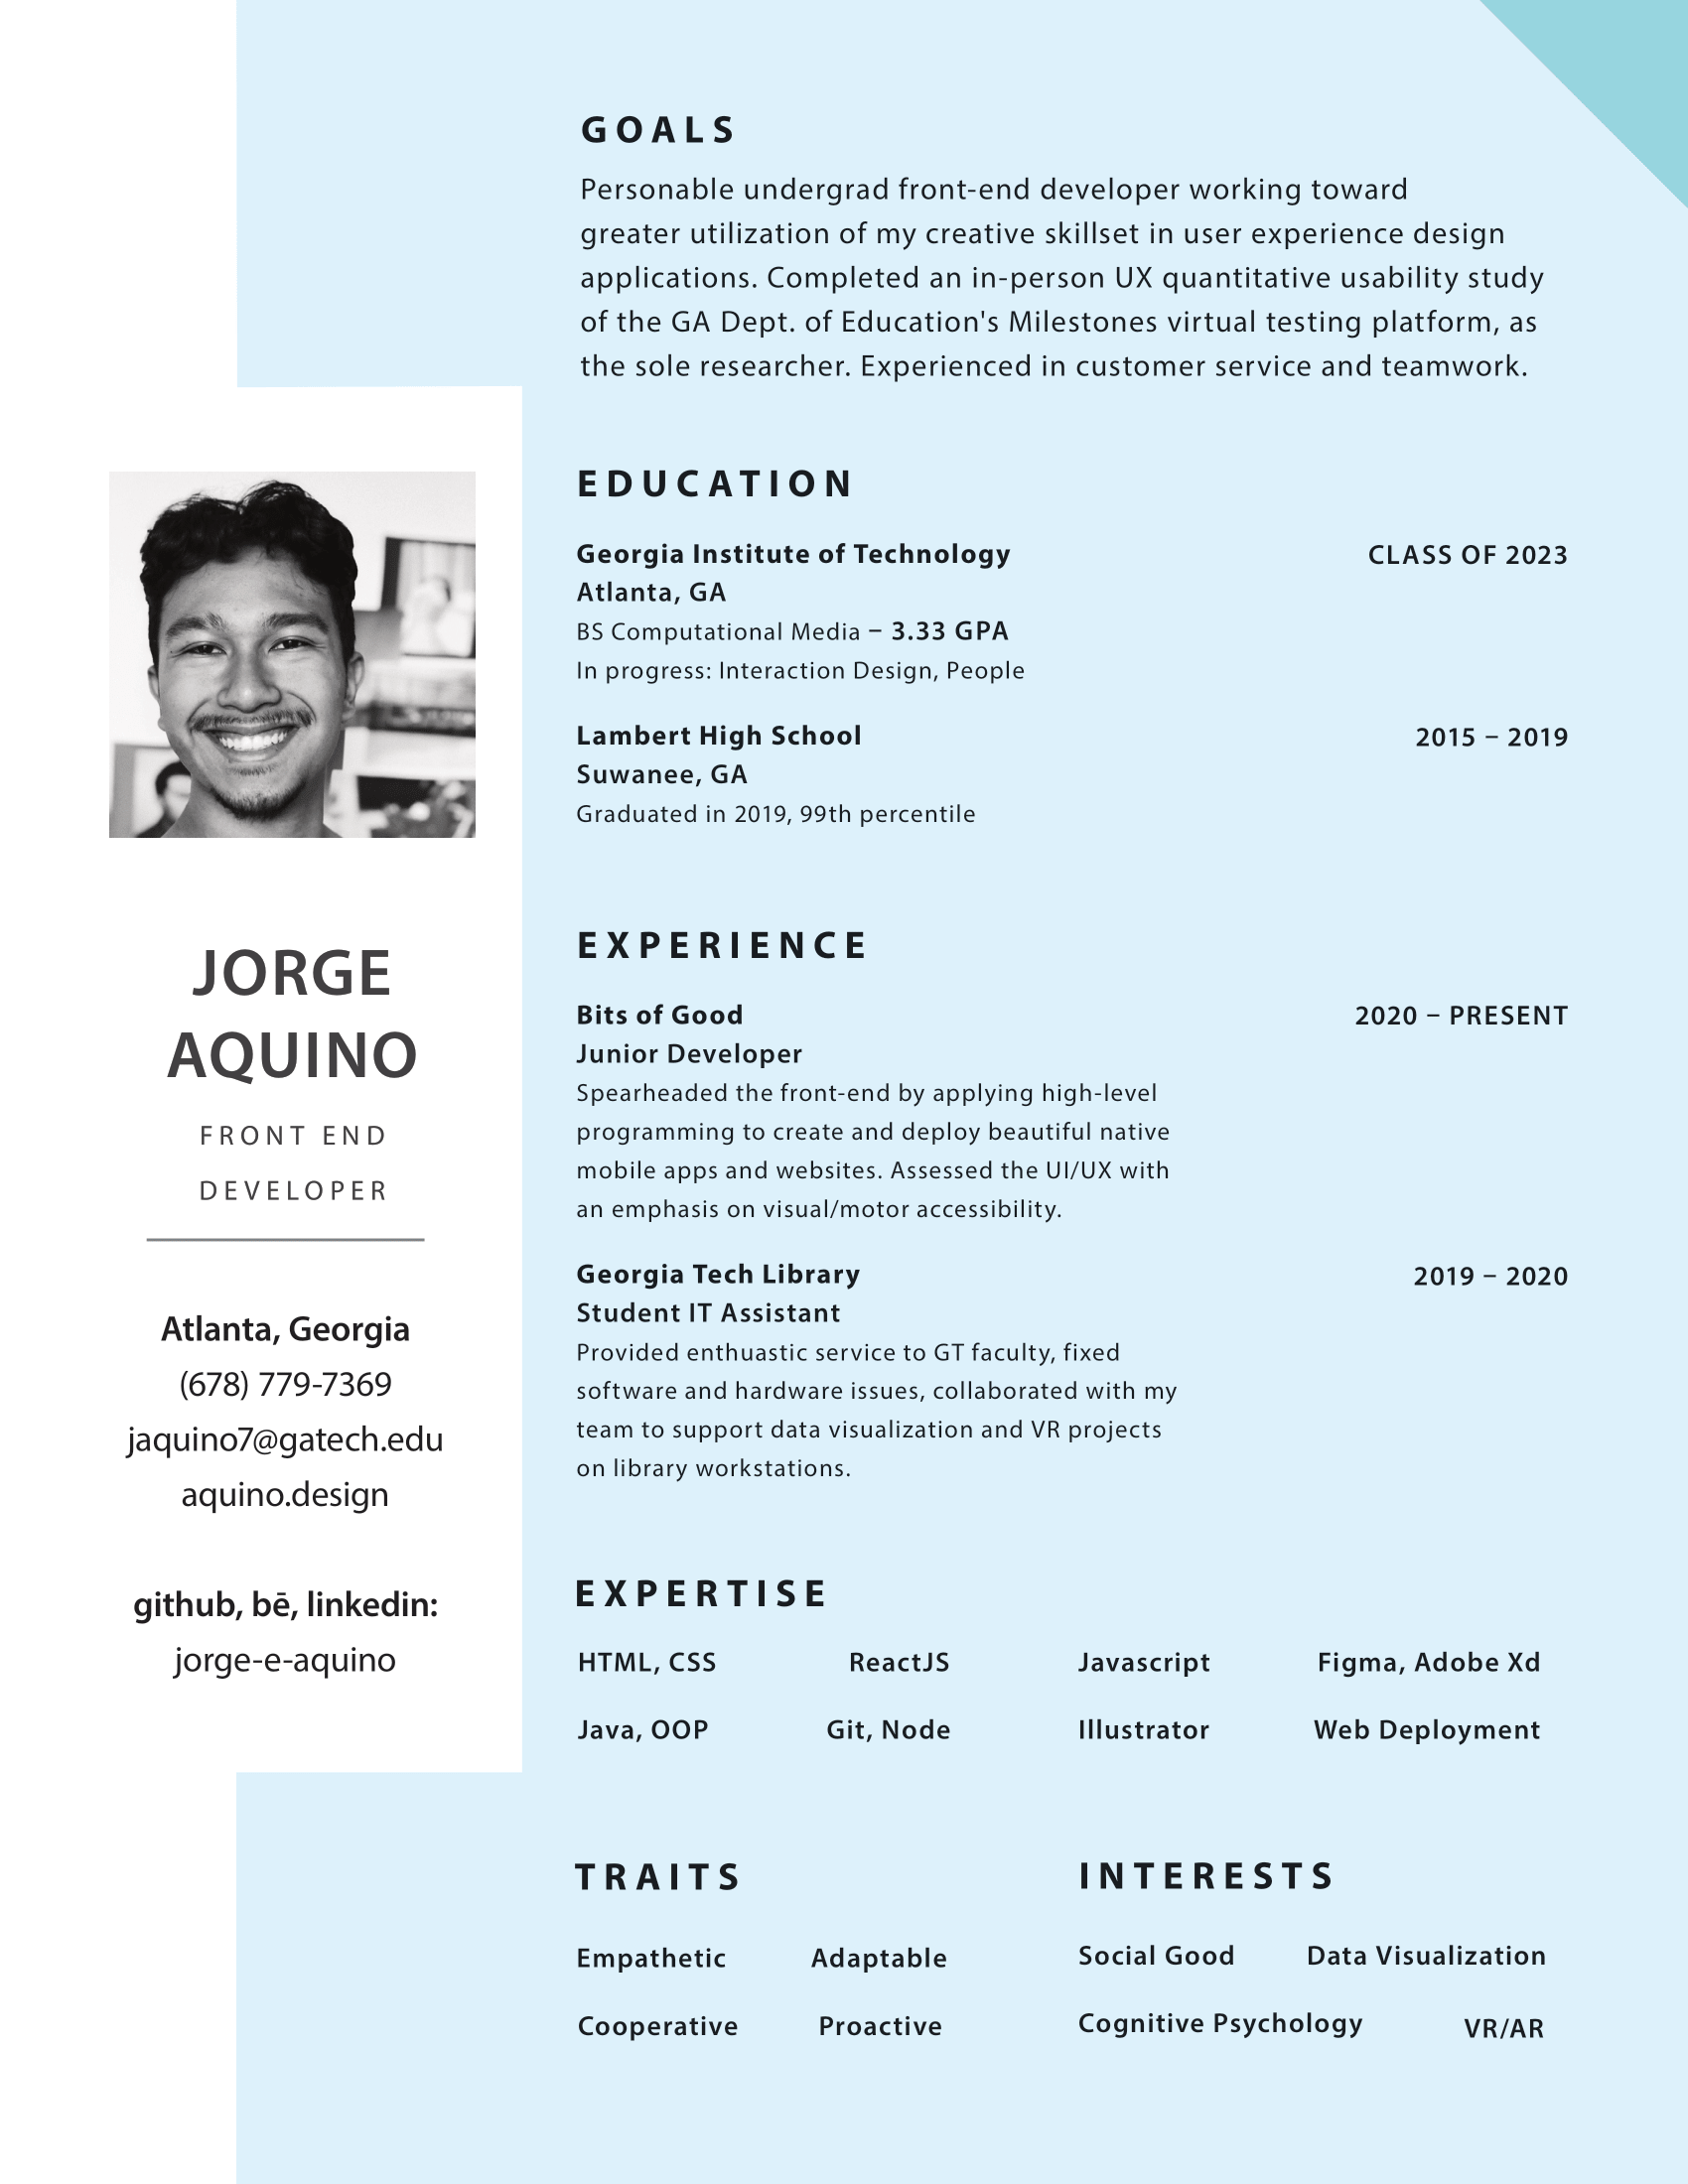 GOALS
Personable undergrad front-end developer working toward
greater utilization of my creative skillset in user experience design
applications. Completed an in-person UX quantitative usability study
of the GA Dept. of Education's Milestones virtual testing platform, as
the sole researcher. Experienced in customer service and teamwork.
EDUCATION
Georgia Institute of Technology CLASS OF 2023
Atlanta, GA
BS Computational Media – 3.33 GPA
In progress: Interaction Design, People
Lambert High School 2015 – 2019
Suwanee, GA
Graduated in 2019, 99th percentile
JORGE
AQUINO
FRONT END
DEVELOPER
Atlanta, Georgia
(678) 779-7369
jaquino7@gatech.edu
aquino.design
github, bē, linkedin:
jorge-e-aquino
EXPERIENCE
Bits of Good 2020 – PRESENT
Junior Developer
Spearheaded the front-end by applying high-level
programming to create and deploy beautiful native
mobile apps and websites. Assessed the UI/UX with
an emphasis on visual/motor accessibility.
Georgia Tech Library 2019 – 2020
Student IT Assistant
Provided enthuastic service to GT faculty, fixed
software and hardware issues, collaborated with my
team to support data visualization and VR projects
on library workstations.
EXPERTISE
HTML, CSS ReactJS Javascript Figma, Adobe Xd
Java, OOP Git, Node Illustrator Web Deployment
TRAITS
Empathetic Adaptable
Cooperative Proactive
INTERESTS
Social Good Data Visualization
Cognitive Psychology VR/AR